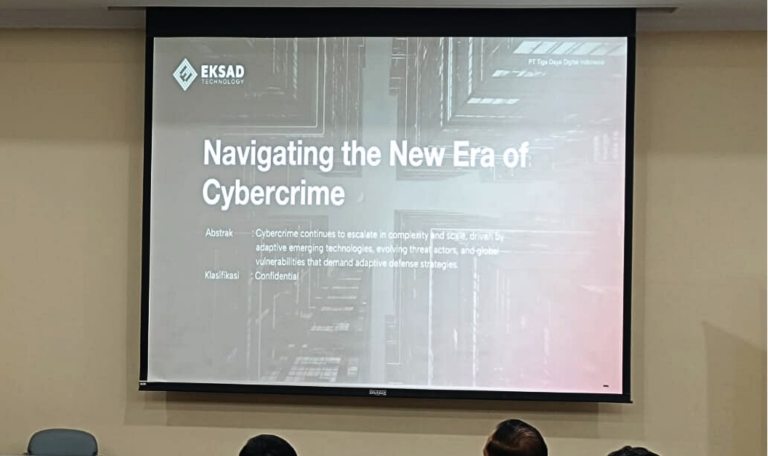 EKSAD
TECHNOLOGY
PT Tiga Daya Digital Indonesia
Navigating the New Era of
Cybercrime
Abstrak : Cybercrime continues to escalate in complexity and scale, driven by
adaptive emerging technologies, evolving threat actors, and global
vulnerabilities that demand adaptive defense strategies.
Klasifikasi : Confidential